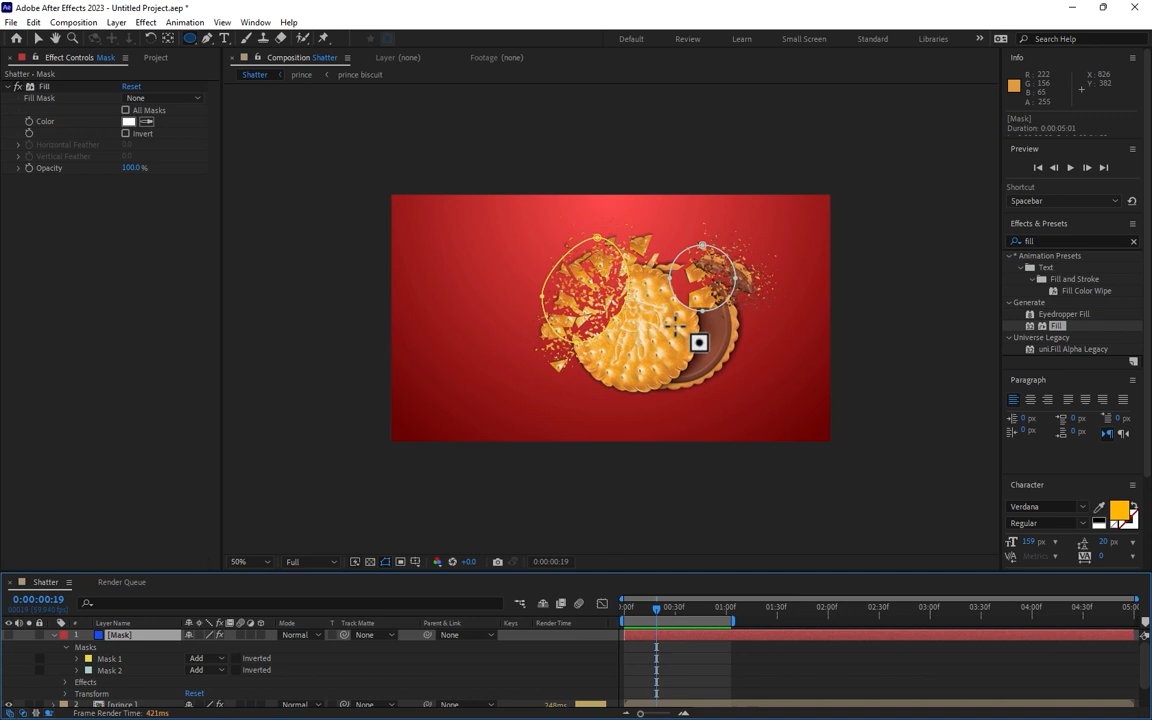 Adobe After Effects 2023 - Untitled Project.aep *
File Edit Composition Layer Effect Animation View Window Help
Default Review Learn Small Screen Standard Libraries Search Help
Effect Controls Mask Project
Shatter • Mask
fx Fill Reset
Fill Mask None
All Masks
Color
Invert
Horizontal Feather 0.0
Vertical Feather 0.0
Opacity 100.0 %
Composition Shatter Layer (none) Footage (none)
Shatter prince prince biscuit
50% Full +0.0 0:00:00:19
Info
R : 222
G : 156
B : 65
A : 255
X : 826
Y : 382
[Mask]
Duration: 0:00:05:01
Preview
Shortcut
Spacebar
Effects & Presets
fill
* Animation Presets
Text
Fill and Stroke
Fill Color Wipe
Generate
Eyedropper Fill
Fill
Universe Legacy
uni.Fill Alpha Legacy
Paragraph
0 px 0 px 0 px
0 px 0 px
Character
Verdana
Regular
159 px 20 px
Metrics 0
Shatter Render Queue
0:00:00:19
00019 (59.940 fps)
# Layer Name Mode T Track Matte Parent & Link Keys Render Time
:00f 00:30f 01:00f 01:30f 02:00f 02:30f 03:00f 03:30f 04:00f 04:30f 05:00
1 [Mask] Normal None None
Masks
Mask 1 Add Inverted
Mask 2 Add Inverted
Effects
Transform Reset
2 [prince ] Normal None None 248ms
Frame Render Time: 421ms